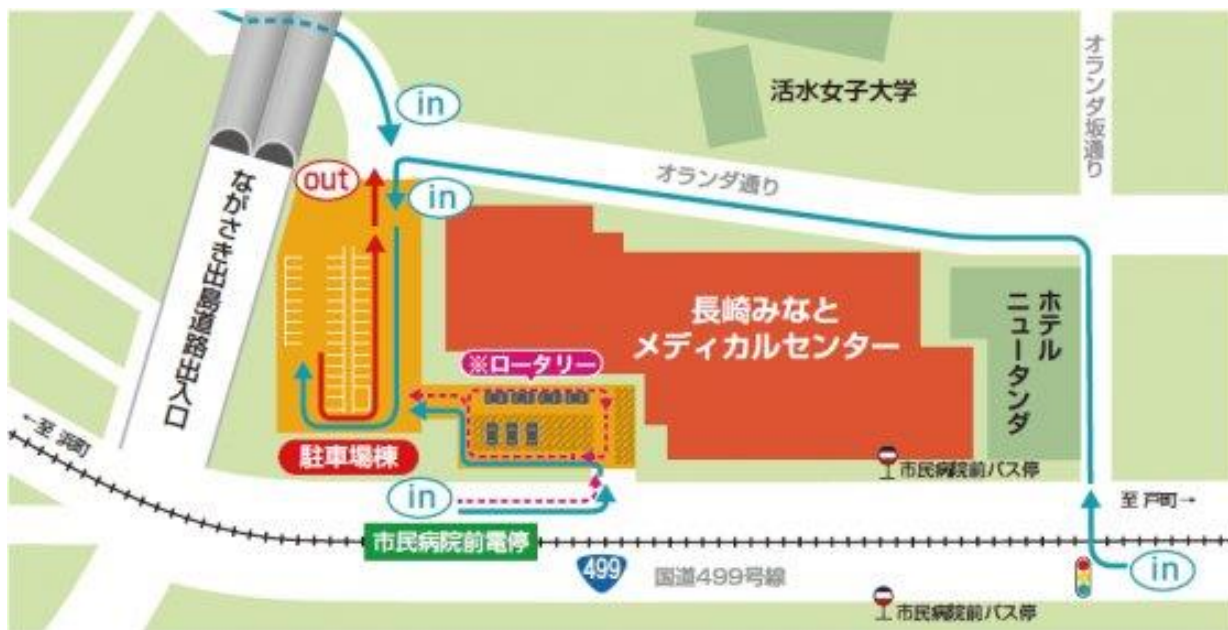 in
活水女子大学
オランダ坂通り
オランダ通り
out
in
ながさき出島道路出入口
長崎みなと
メディカルセンター
ホテル
ニュータンダ
※ロータリー
←至 浜町
駐車場棟
市民病院前バス停
in
至 戸町→
市民病院前電停
499
国道499号線
in
市民病院前バス停